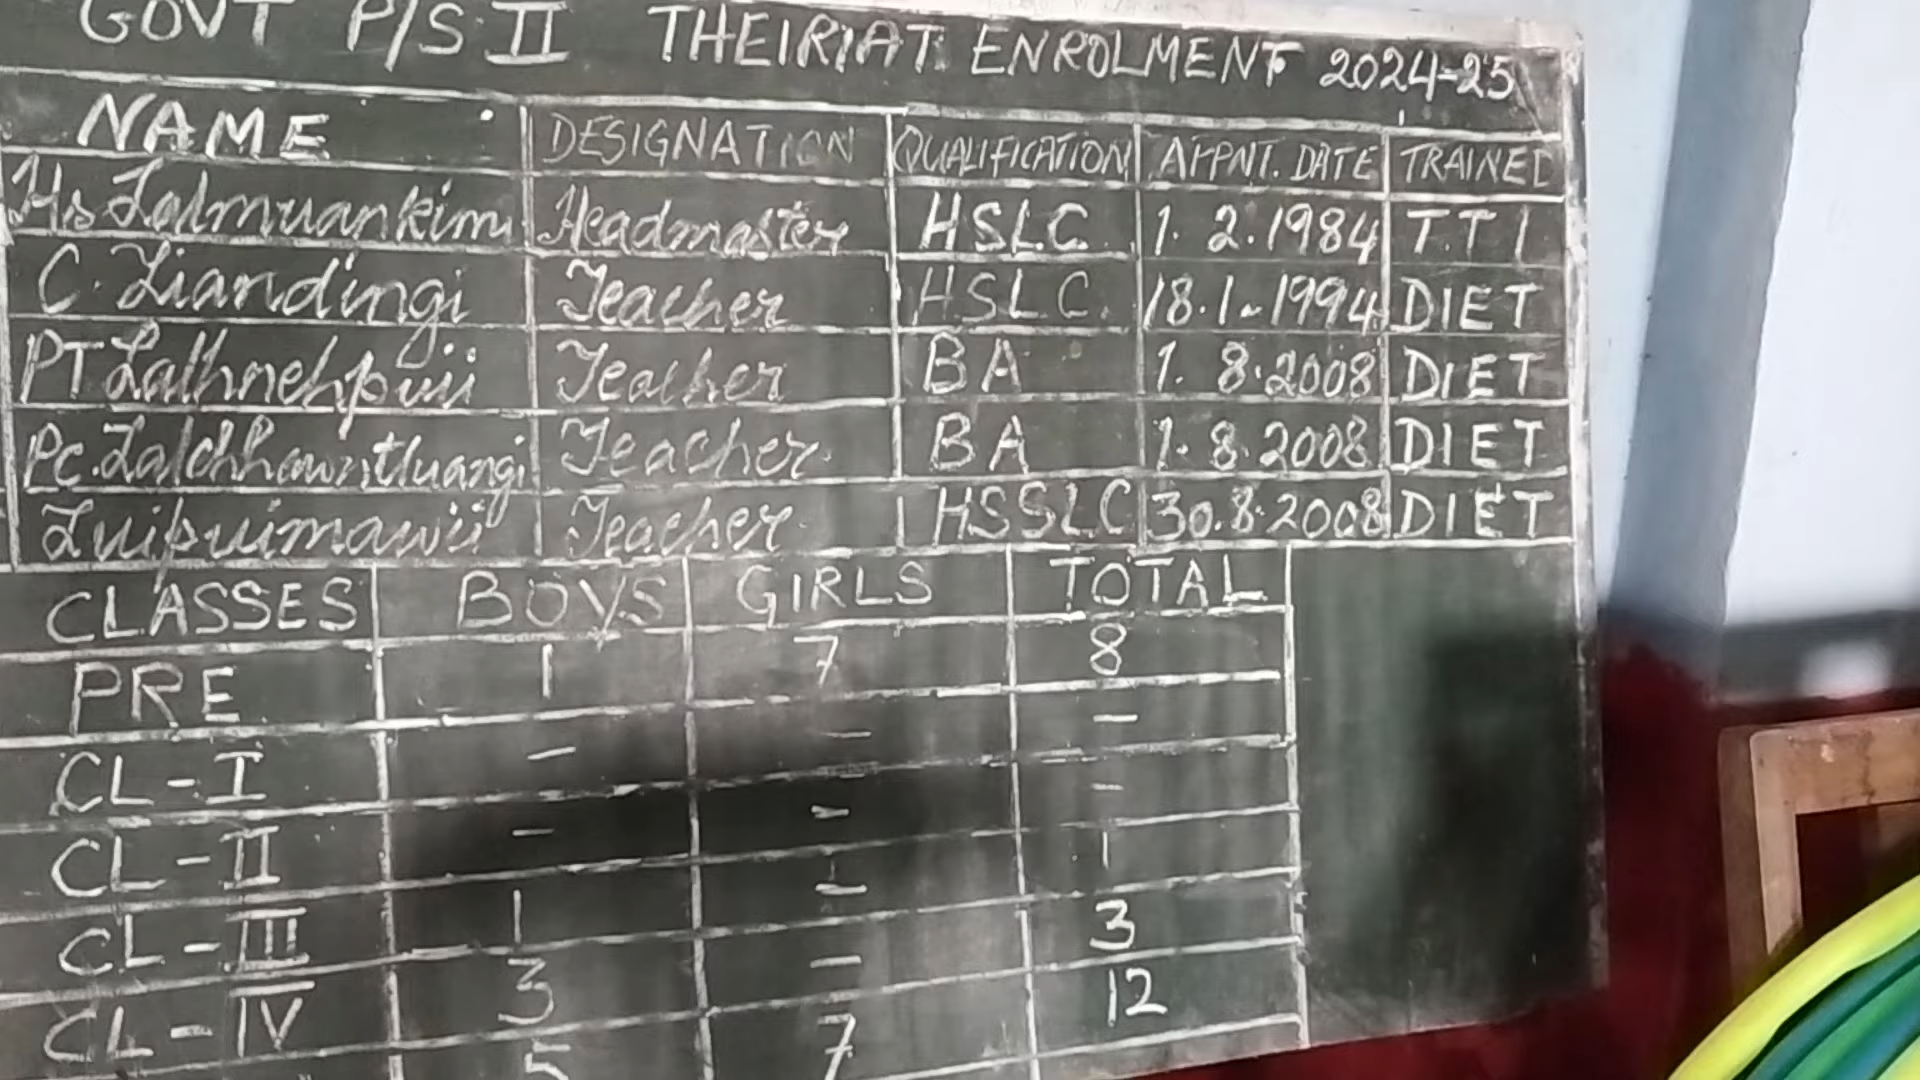 GOVT P/S II THEIRIAT ENROLMENT 2024-25
NAME DESIGNATION QUALIFICATION APPNT. DATE TRAINED
Hs Lalmuankimi Headmaster HSLC 1. 2. 1984 T.T I
C. Liandingi Teacher HSLC 18.1-1994 DIET
PT Lalhnehpuii Teacher BA 1. 8.2008 DIET
Pc. Lalchhawntluangi Teacher BA 1. 8.2008 DIET
Luipuimawii Teacher HSSLC 30.8.2008 DIET
CLASSES BOYS GIRLS TOTAL
PRE 1 7 8
CL-I - - -
CL-II - - -
CL-III 1 - 1
CL-IV 3 - 3
5 7 12